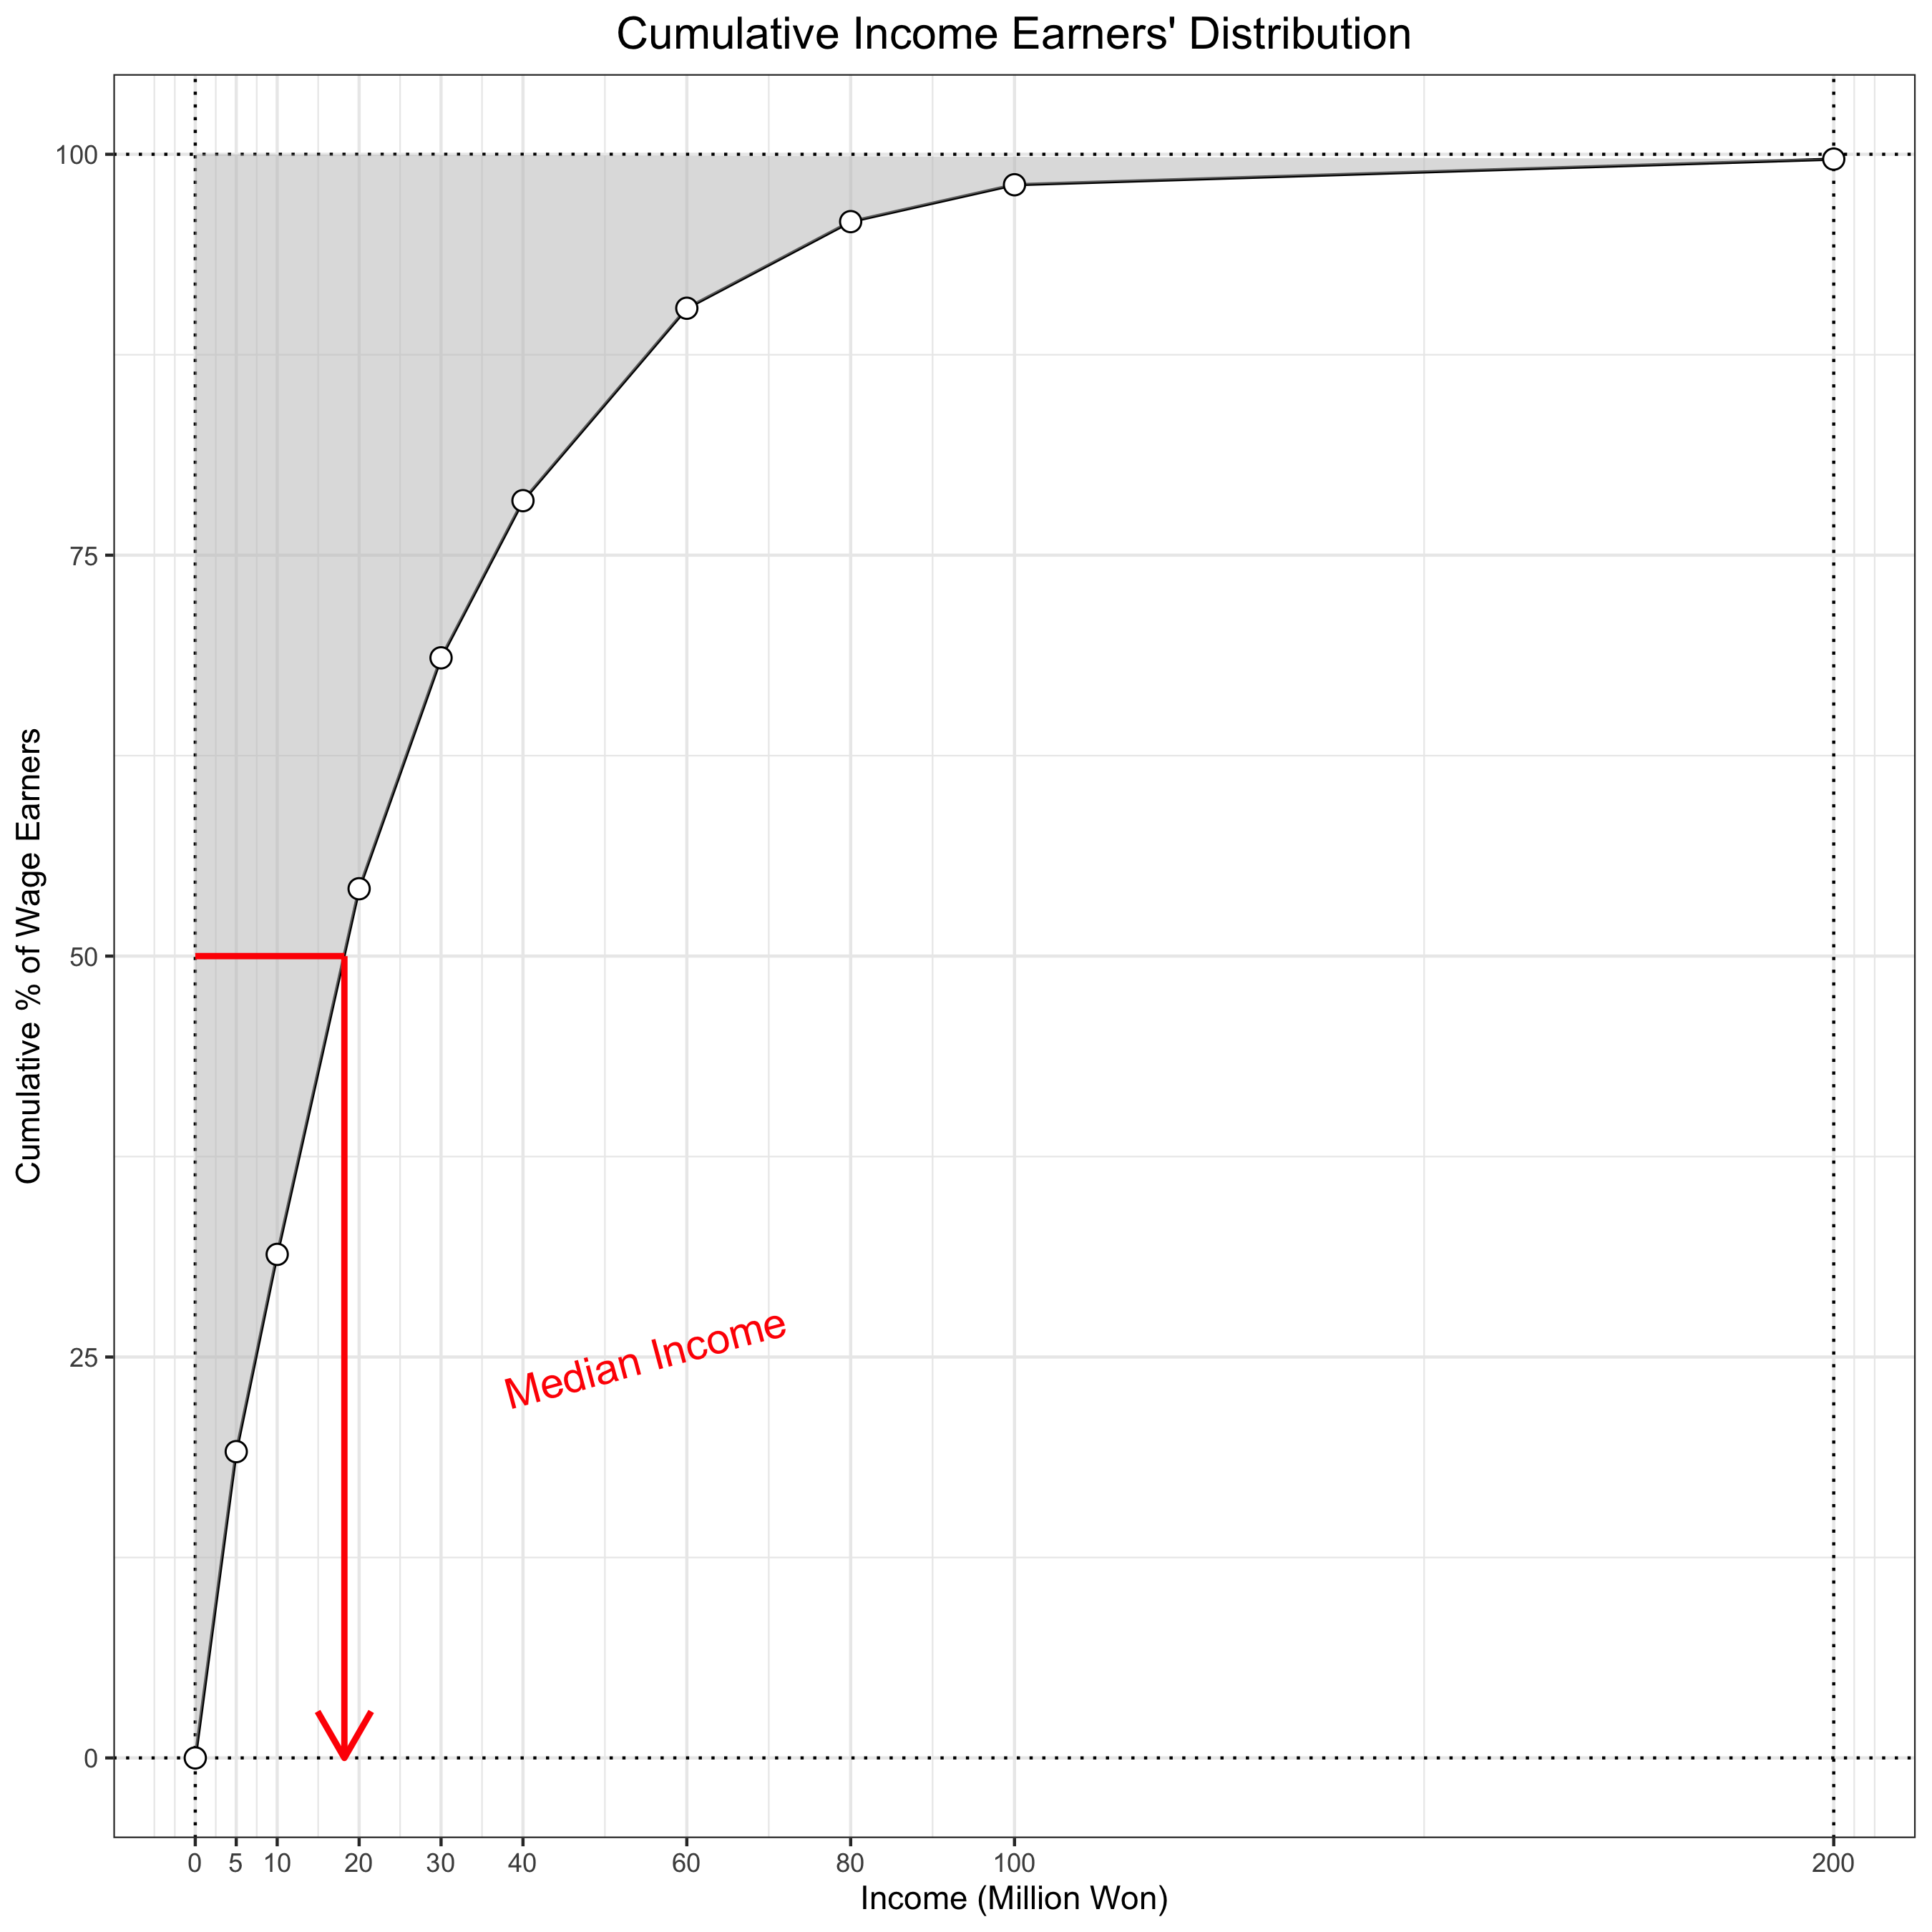 Cumulative Income Earners' Distribution
Cumulative % of Wage Earners
100
75
50
25
0
Median Income
0 5 10 20 30 40 60 80 100 200
Income (Million Won)